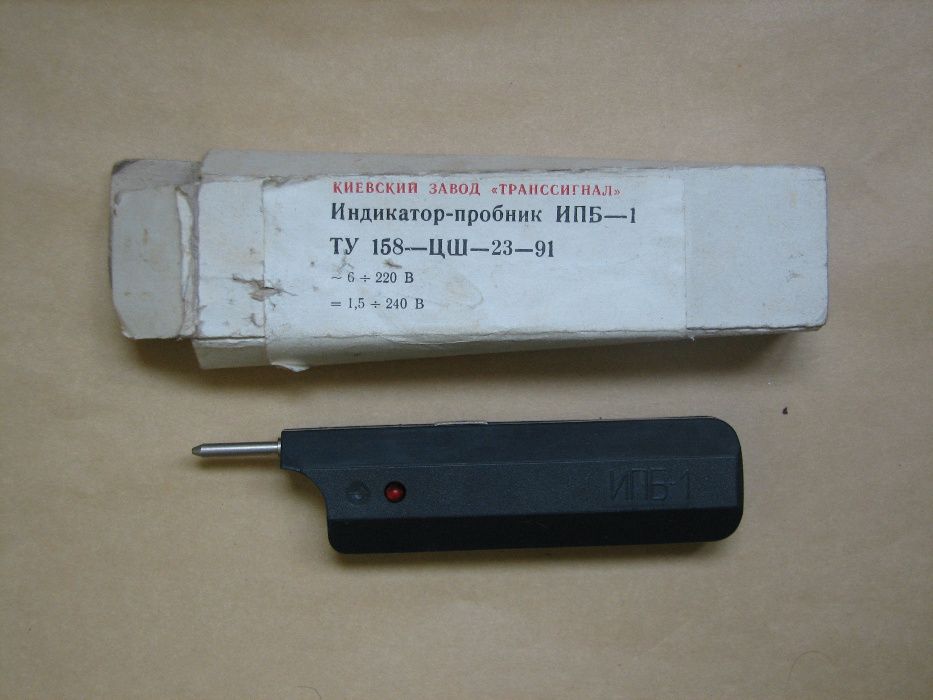 КИЕВСКИЙ ЗАВОД «ТРАНССИГНАЛ»
Индикатор-пробник ИПБ—1
ТУ 158-—ЦШ—23—91
~ 6 ÷ 220 В
= 1,5 ÷ 240 В
ИПБ-1